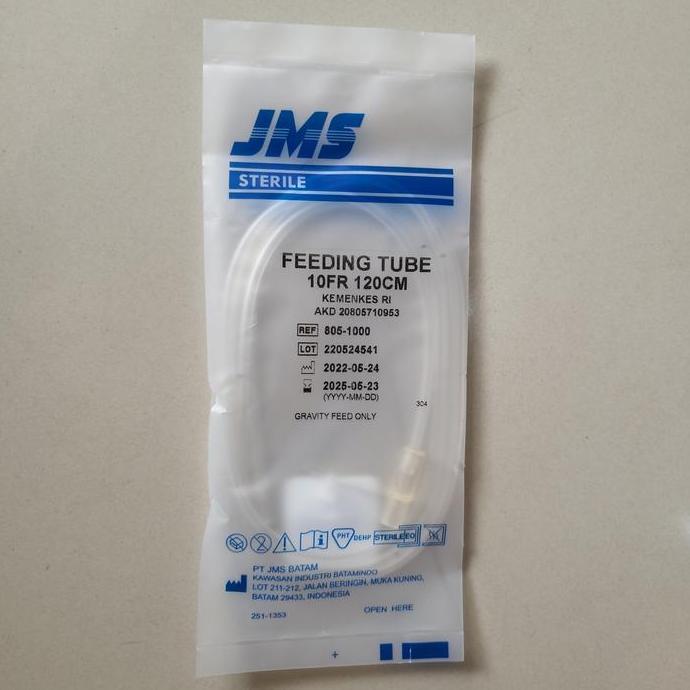 JMS
STERILE
FEEDING TUBE
10FR 120CM
KEMENKES RI
AKD 20805710953
REF 805-1000
LOT 220524541
2022-05-24
2025-05-23
(YYYY-MM-DD)
304
GRAVITY FEED ONLY
2 i PHT DEHP STERILE EO
PT JMS BATAM
KAWASAN INDUSTRI BATAMINDO
LOT 211-212, JALAN BERINGIN, MUKA KUNING,
BATAM 29433, INDONESIA
251-1353 OPEN HERE